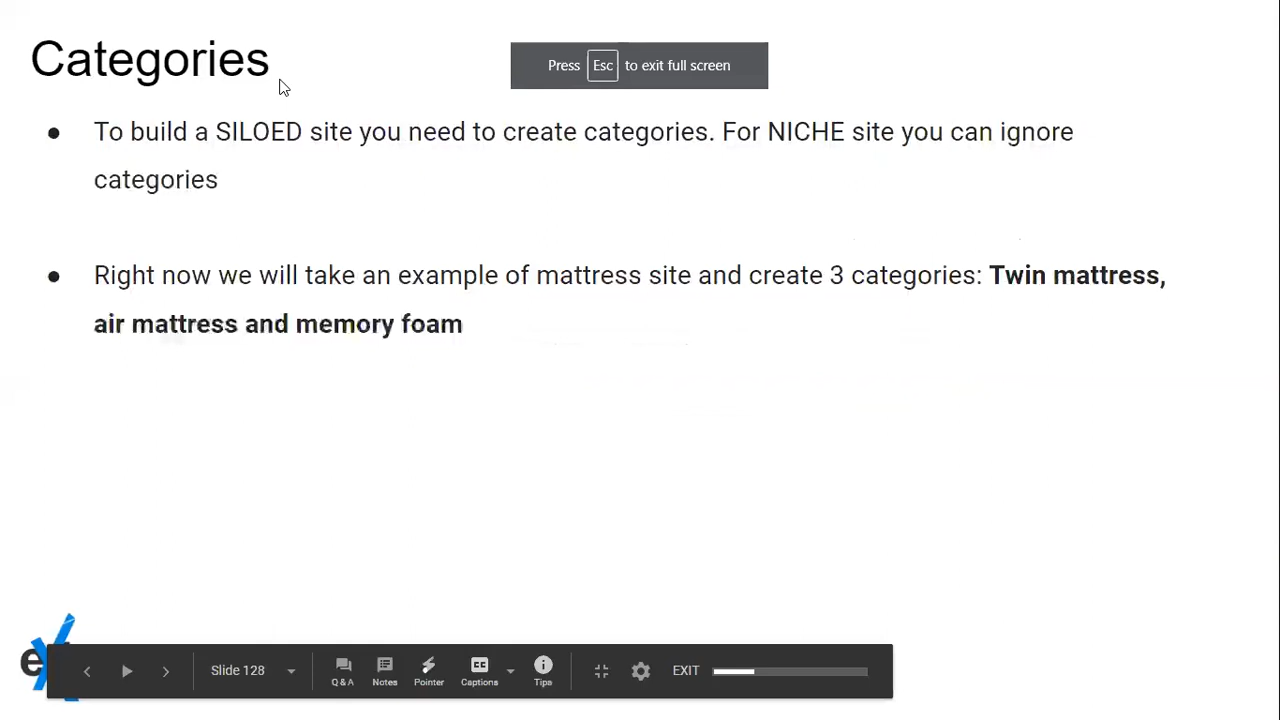 Categories
Press Esc to exit full screen
● To build a SILOED site you need to create categories. For NICHE site you can ignore
categories
● Right now we will take an example of mattress site and create 3 categories: Twin mattress,
air mattress and memory foam
Slide 128
Q & A
Notes
Pointer
CC
Captions
Tips
EXIT